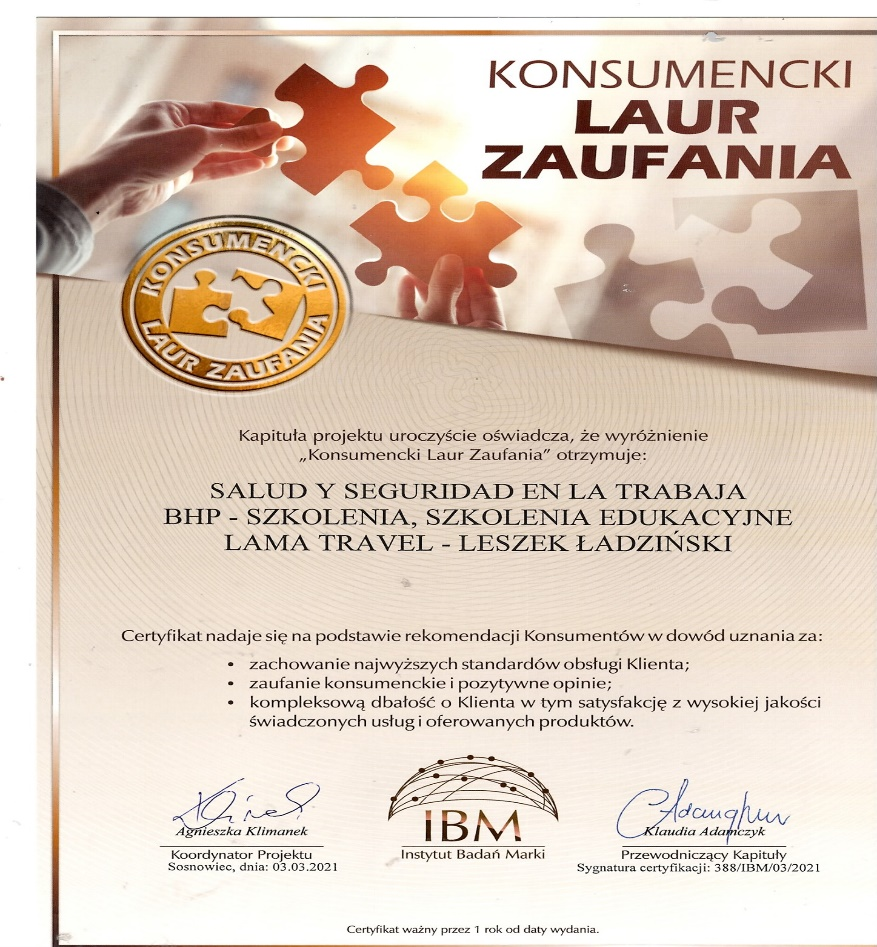 KONSUMENCKI
LAUR
ZAUFANIA
KONSUMENCKI
LAUR ZAUFANIA
Kapituła projektu uroczyście oświadcza, że wyróżnienie
„Konsumencki Laur Zaufania” otrzymuje:
SALUD Y SEGURIDAD EN LA TRABAJA
BHP - SZKOLENIA, SZKOLENIA EDUKACYJNE
LAMA TRAVEL - LESZEK ŁADZIŃSKI
Certyfikat nadaje się na podstawie rekomendacji Konsumentów w dowód uznania za:
• zachowanie najwyższych standardów obsługi Klienta;
• zaufanie konsumenckie i pozytywne opinie;
• kompleksową dbałość o Klienta w tym satysfakcję z wysokiej jakości
świadczonych usług i oferowanych produktów.
Agnieszka Klimanek
Koordynator Projektu
Sosnowiec, dnia: 03.03.2021
IBM
Instytut Badań Marki
Klaudia Adamczyk
Przewodniczący Kapituły
Sygnatura certyfikacji: 388/IBM/03/2021
Certyfikat ważny przez 1 rok od daty wydania.